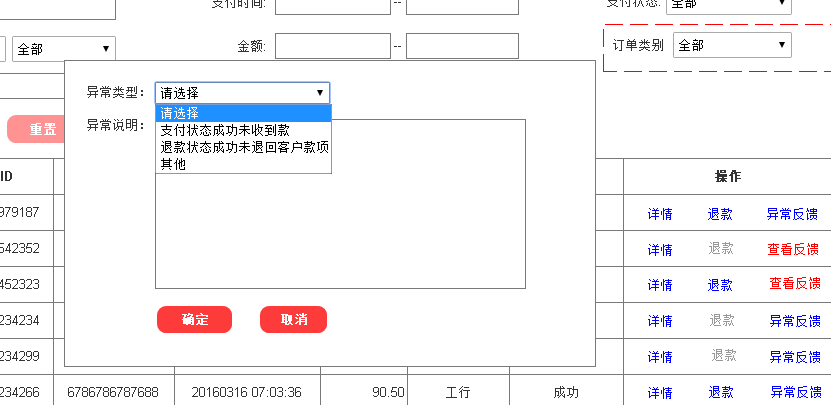 支付时间: -- 支付状态: 全部
全部 金额: -- 订单类别 全部
异常类型: 请选择
请选择
异常说明: 支付状态成功未收到款
退款状态成功未退回客户款项
其他
重置
ID 操作
979187 详情 退款 异常反馈
542352 详情 退款 查看反馈
452323 详情 退款 查看反馈
确定 取消
234234 详情 退款 异常反馈
234299 详情 退款 异常反馈
234266 6786786787688 20160316 07:03:36 90.50 工行 成功 详情 退款 异常反馈